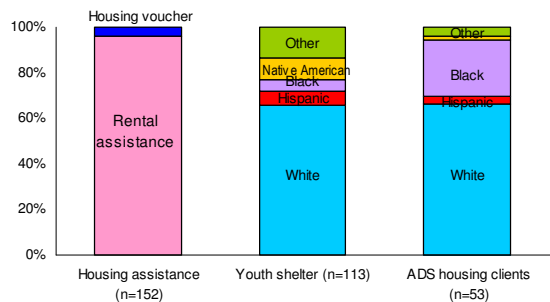 Housing voucher
100%
80%
60%
40%
20%
0%
Rental
assistance
Other
Native American
Black
Hispanic
White
Other
Black
Hispanic
White
Housing assistance
(n=152)
Youth shelter (n=113)
ADS housing clients
(n=53)